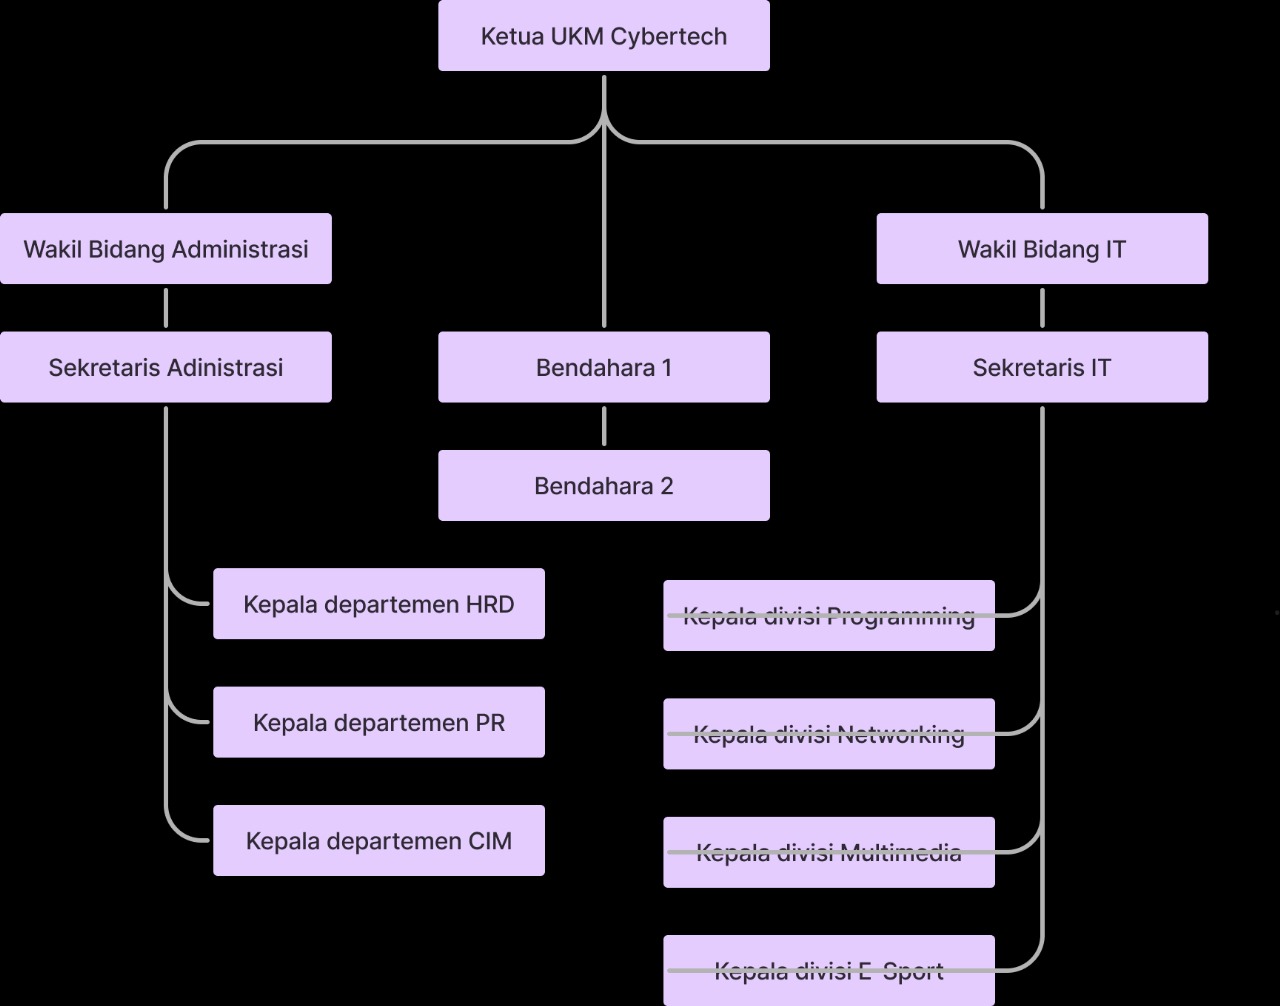 Ketua UKM Cybertech
Wakil Bidang Administrasi
Wakil Bidang IT
Sekretaris Adinistrasi
Bendahara 1
Sekretaris IT
Bendahara 2
Kepala departemen HRD
Kepala divisi Programming
Kepala departemen PR
Kepala divisi Networking
Kepala departemen CIM
Kepala divisi Multimedia
Kepala divisi E-Sport